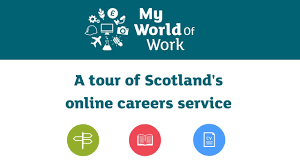 My
World Of
Work
A tour of Scotland's
online careers service